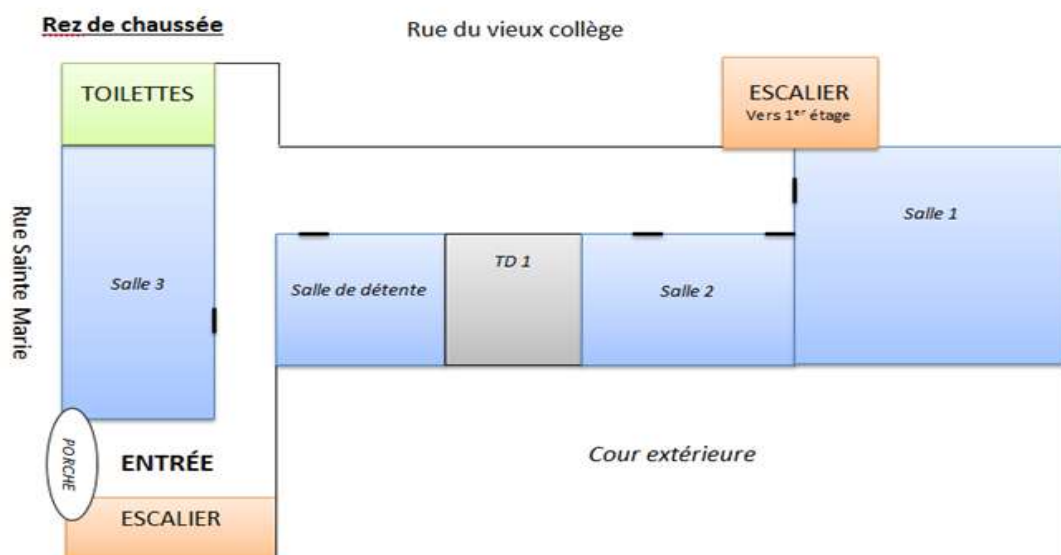 Rez de chaussée
Rue du vieux collège
TOILETTES
ESCALIER
Vers 1er étage
Rue Sainte Marie
Salle 3
Salle de détente
TD 1
Salle 2
Salle 1
PORCHE
ENTRÉE
ESCALIER
Cour extérieure